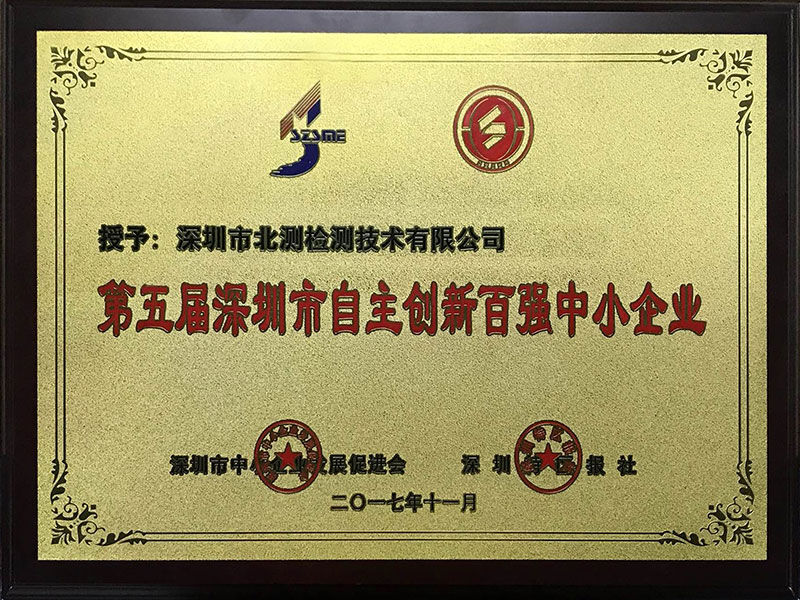 SZSME
授予：深圳市北测检测技术有限公司
第五届深圳市自主创新百强中小企业
深圳市中小企业发展促进会 深圳特区报社
二〇一七年十一月